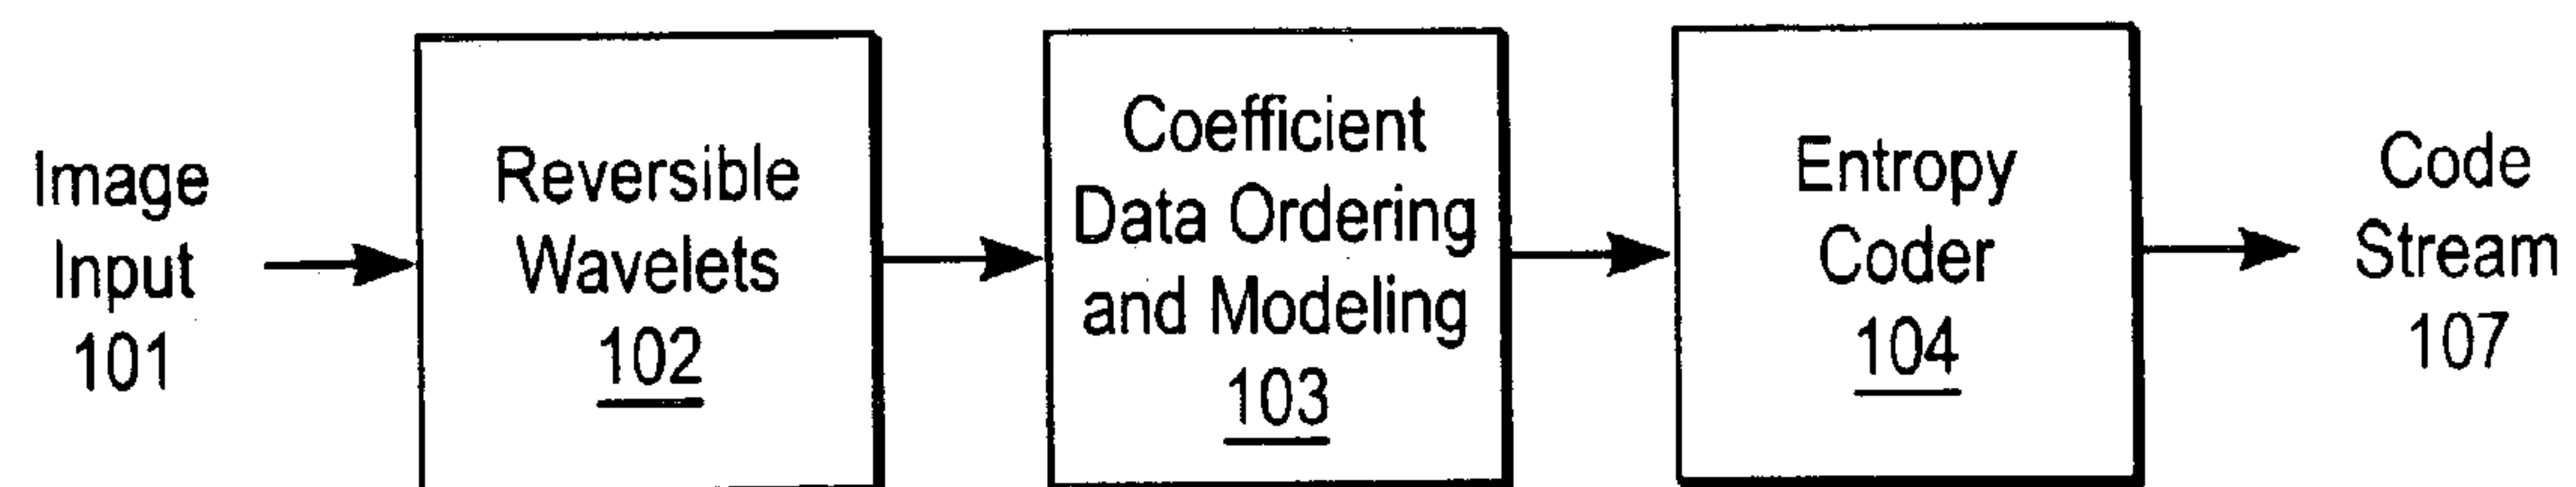 Image
Input
101
Reversible
Wavelets
102
Coefficient
Data Ordering
and Modeling
103
Entropy
Coder
104
Code
Stream
107